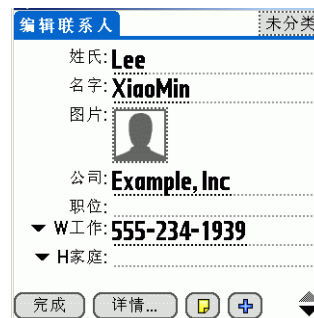 编辑联系人 未分类
姓氏: Lee
名字: XiaoMin
图片:
公司: Example, Inc
职位:
W工作: 555-234-1939
H家庭:
完成 详情...